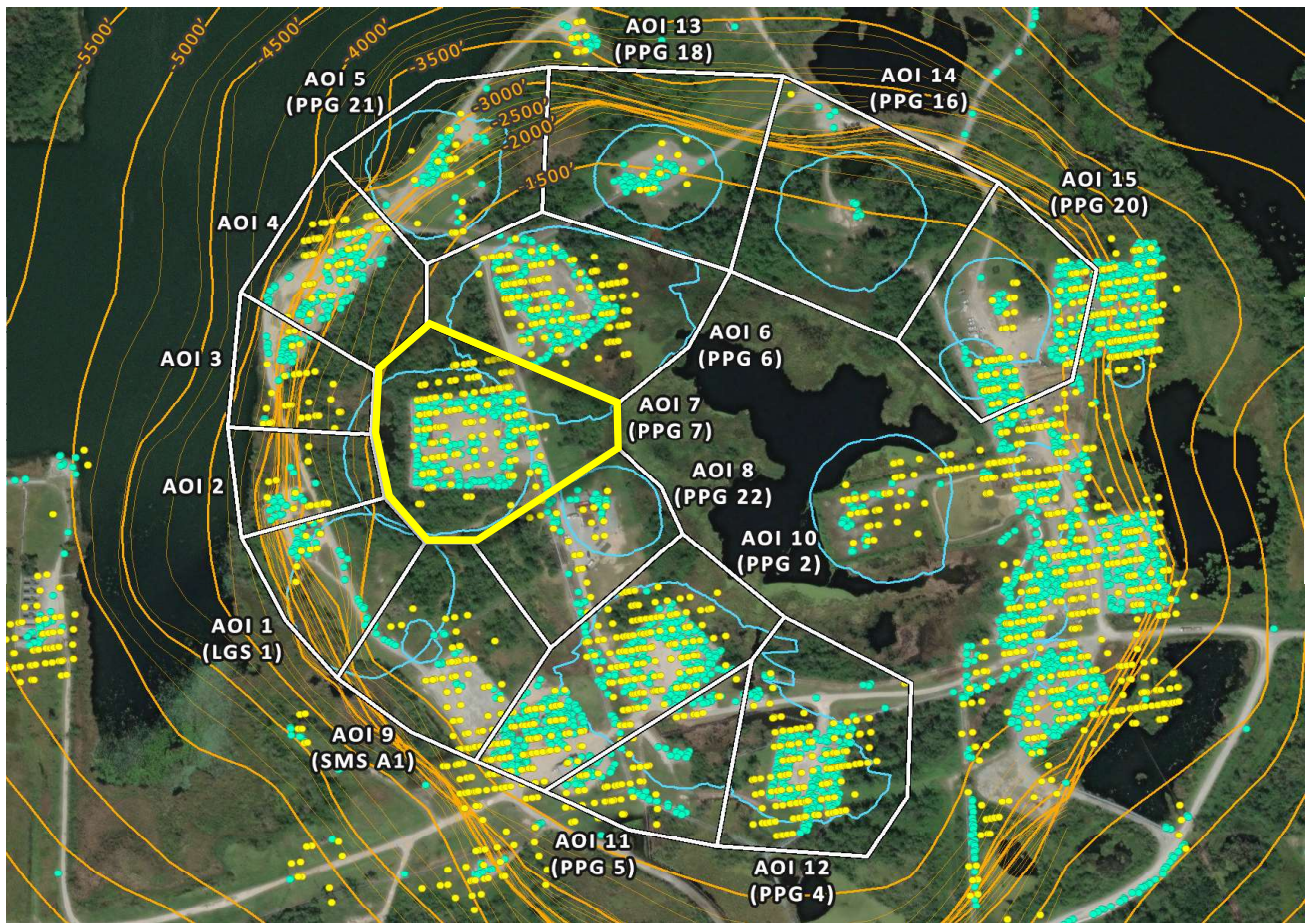 -5500'
-5000'
-4500'
-4000'
-3500'
-3000'
-2500'
-2000'
-1500'
AOI 13
(PPG 18)
AOI 5
(PPG 21)
AOI 14
(PPG 16)
AOI 15
(PPG 20)
AOI 4
AOI 3
AOI 6
(PPG 6)
AOI 7
(PPG 7)
AOI 2
AOI 8
(PPG 22)
AOI 10
(PPG 2)
AOI 1
(LGS 1)
AOI 9
(SMS A1)
AOI 11
(PPG 5)
AOI 12
(PPG 4)